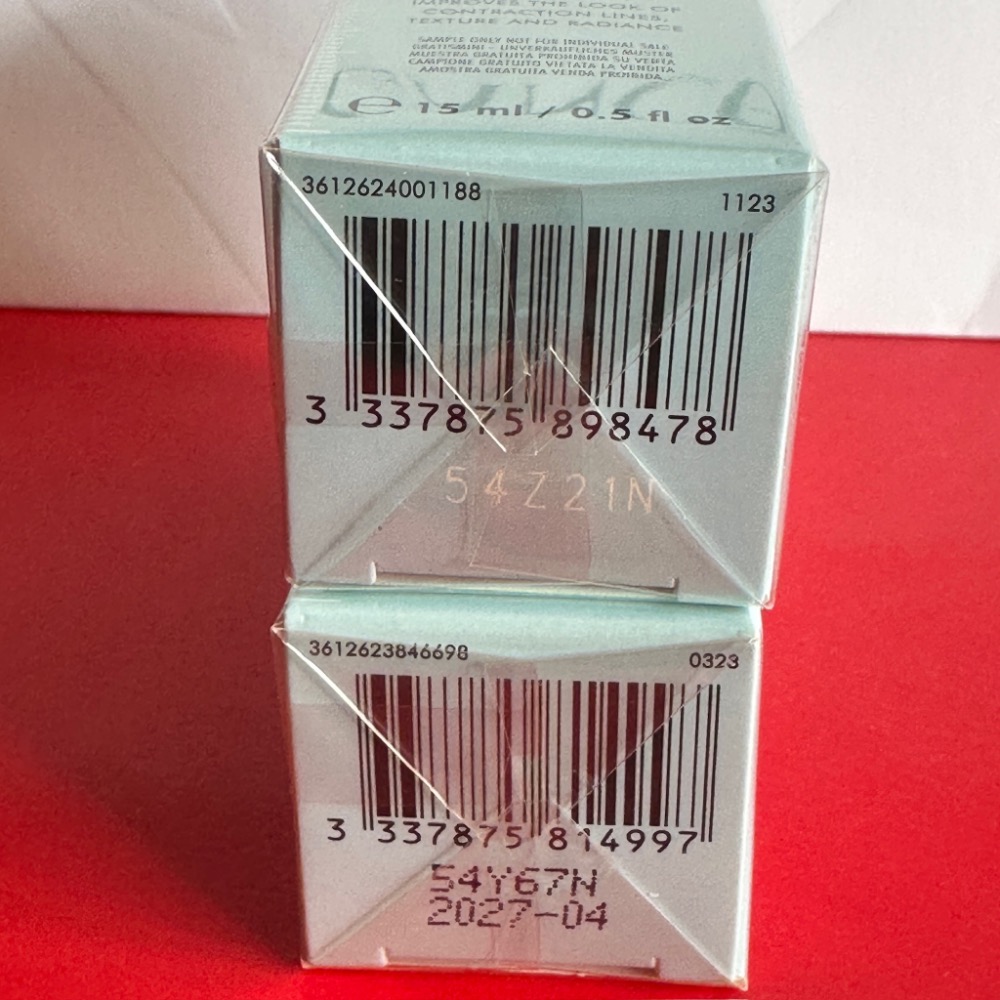 IMPROVES THE LOOK OF
CONTRACTION LINES,
TEXTURE AND RADIANCE
SAMPLE ONLY NOT FOR INDIVIDUAL SALE
GRATISMINI - UNVERKÄUFLICHES MUSTER
MUESTRA GRATUITA PROHIBIDA SU VENTA
CAMPIONE GRATUITO VIETATA LA VENDITA
AMOSTRA GRATUITA VENDA PROIBIDA
℮ 15 ml / 0.5 fl oz
3612624001188 1123
3 337875 898478
54Z21N
3612623846698 0323
3 337875 814997
54Y67N
2027-04